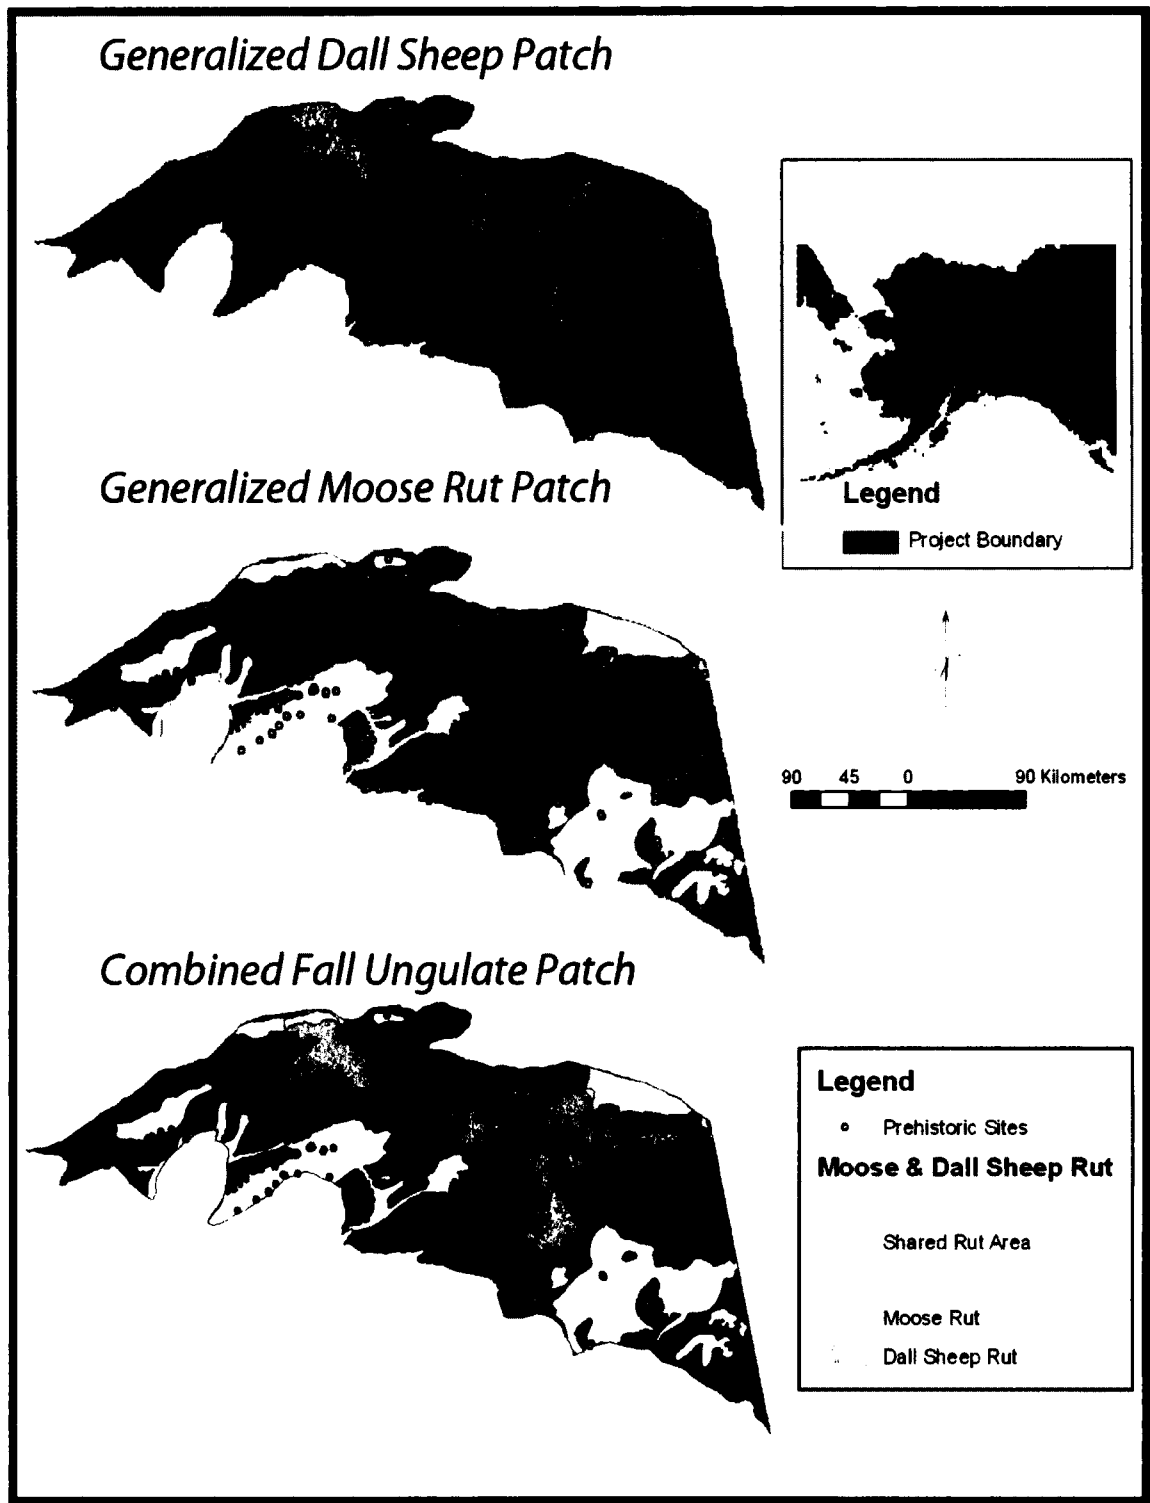 Generalized Dall Sheep Patch
Legend
Project Boundary
Generalized Moose Rut Patch
90 45 0 90 Kilometers
Combined Fall Ungulate Patch
Legend
Prehistoric Sites
Moose & Dall Sheep Rut
Shared Rut Area
Moose Rut
Dall Sheep Rut